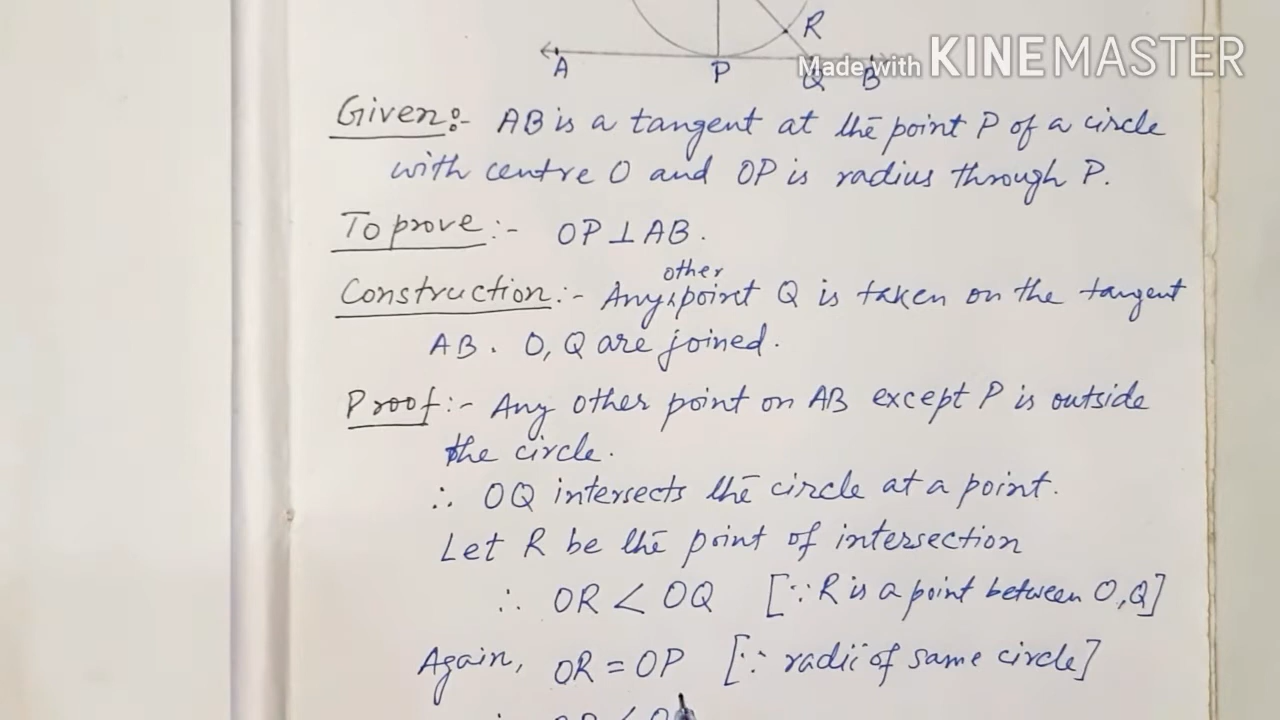 R
A P Q B
Made with KINEMASTER
Given:- AB is a tangent at the point P of a circle
with centre O and OP is radius through P.
To prove:- OP ⊥ AB.
Construction:- Any other point Q is taken on the tangent
AB. O, Q are joined.
Proof:- Any other point on AB except P is outside
the circle.
∴ OQ intersects the circle at a point.
Let R be the point of intersection
∴ OR < OQ [∵ R is a point between O, Q]
Again, OR = OP [∵ radii of same circle]